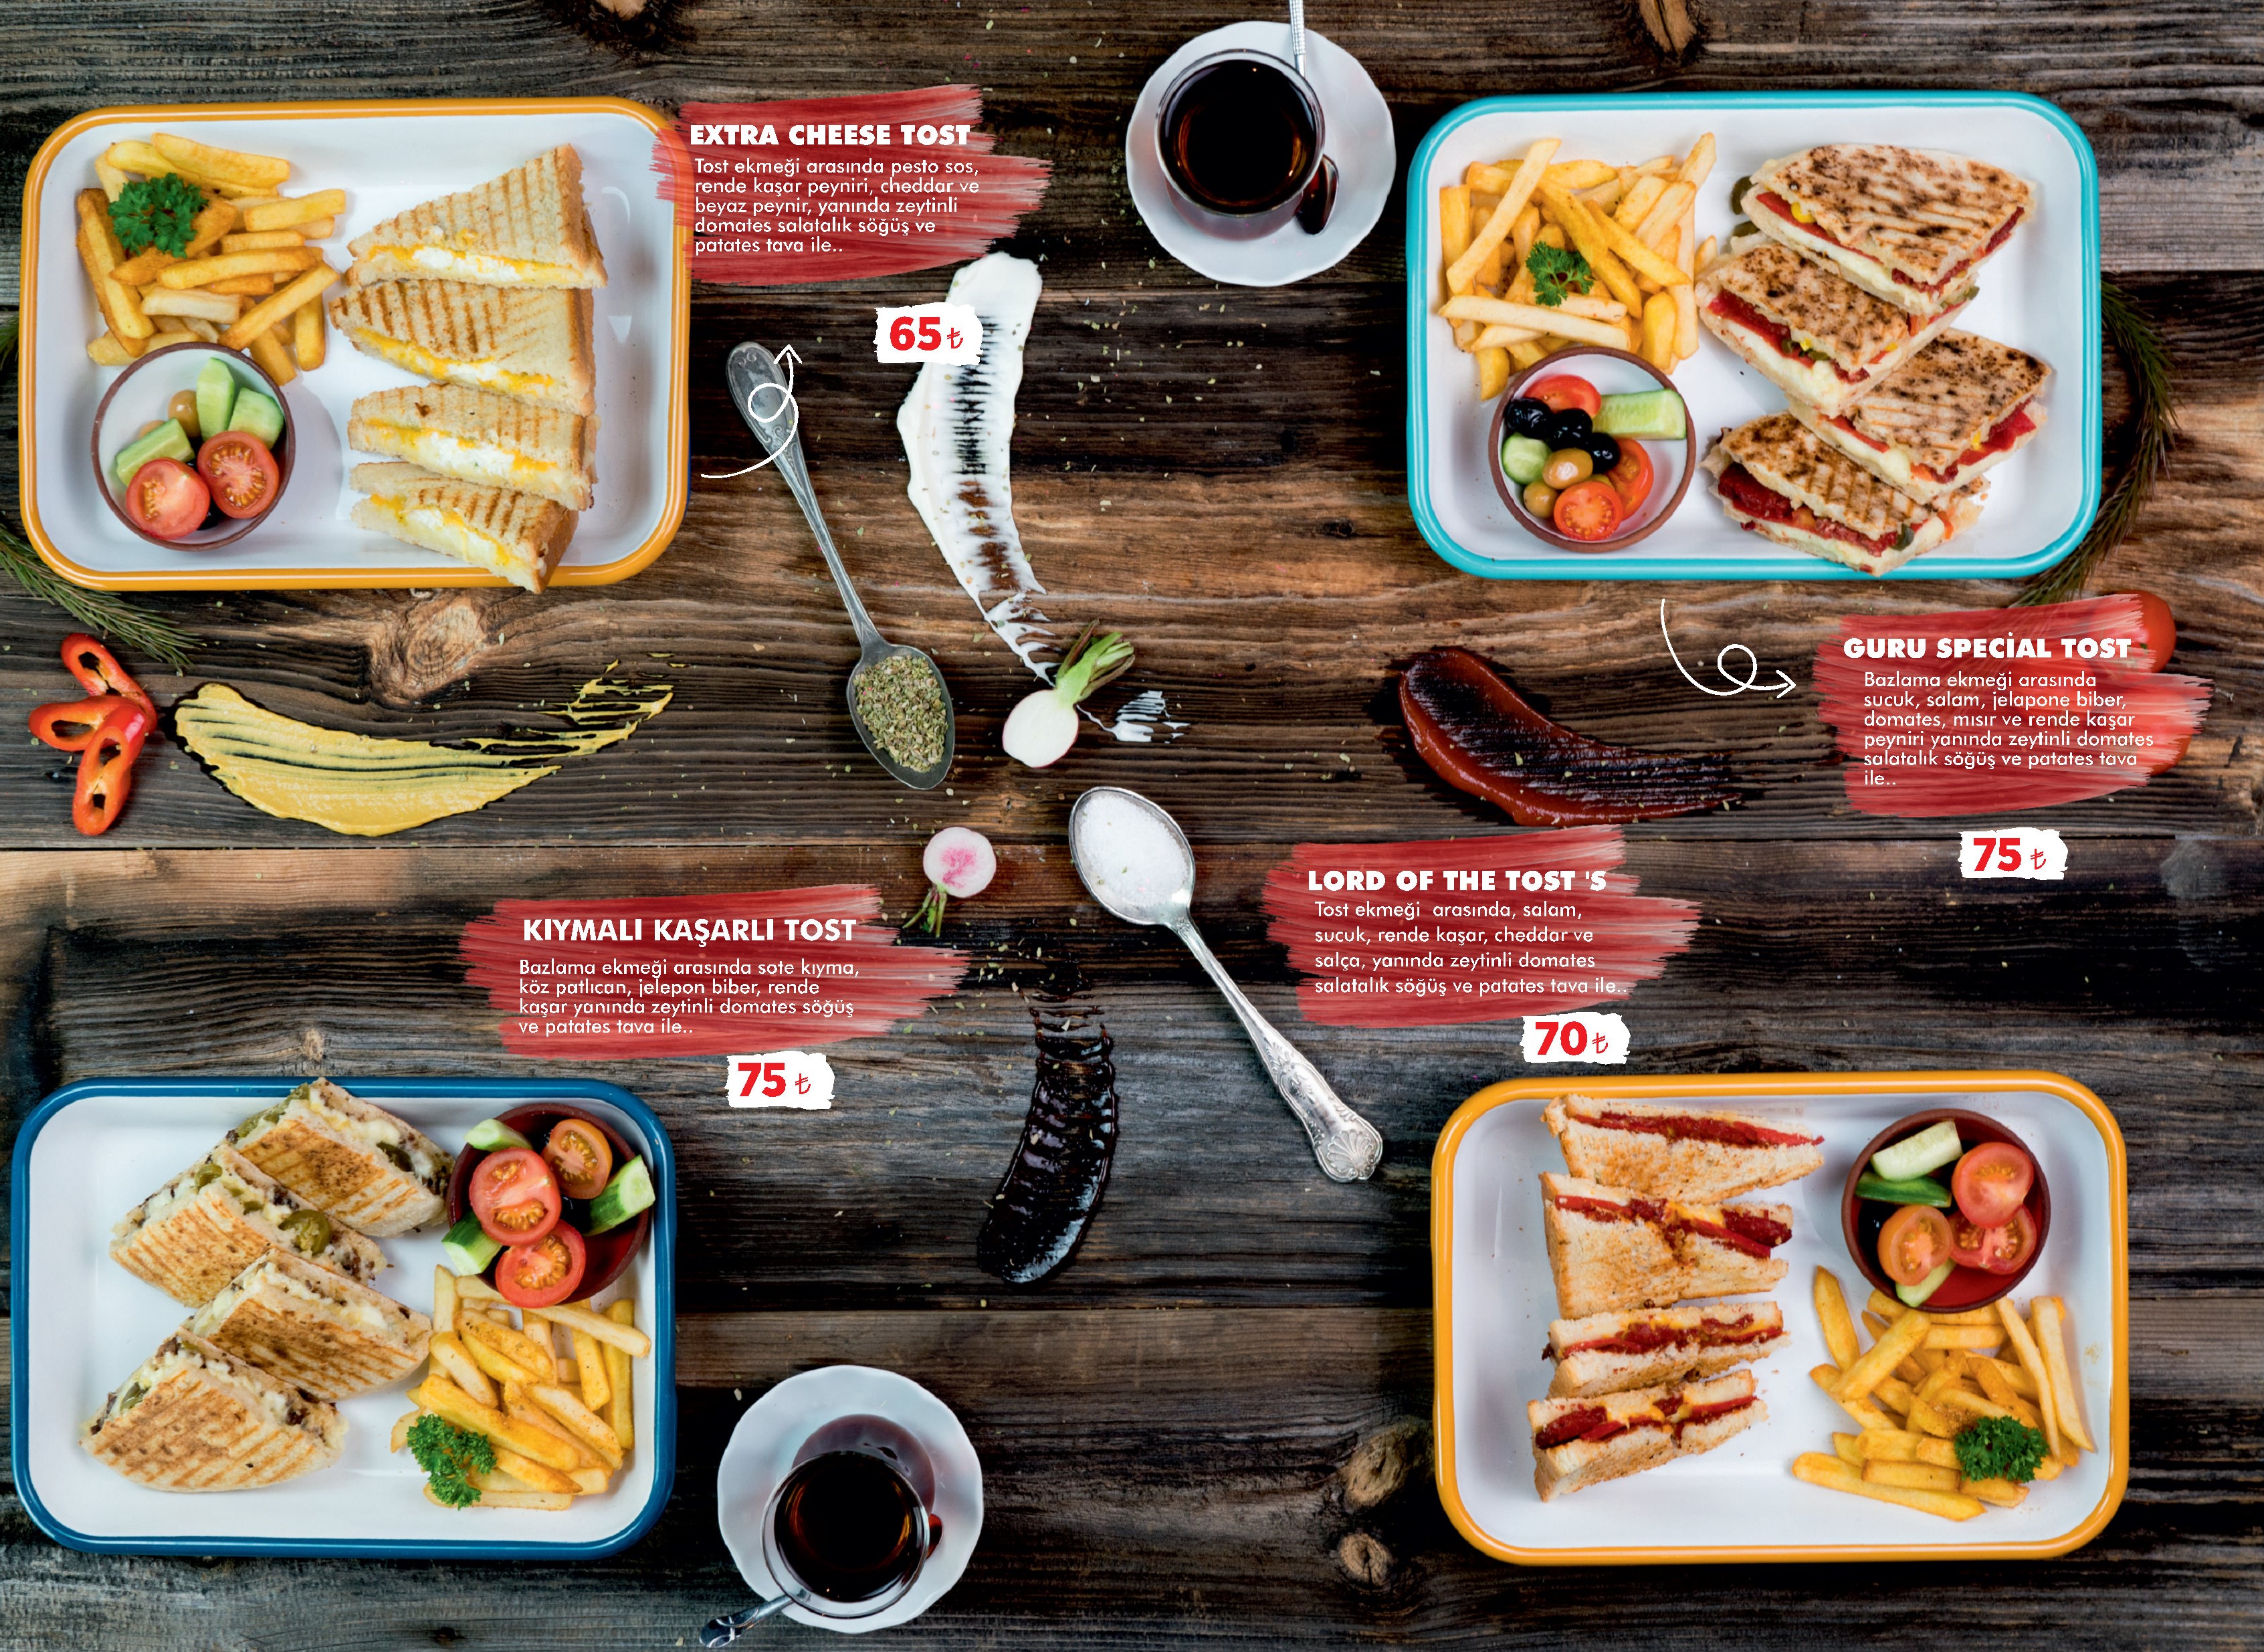 EXTRA CHEESE TOST
Tost ekmeği arasında pesto sos,
rende kaşar peyniri, cheddar ve
beyaz peynir, yanında zeytinli
domates salatalık söğüş ve
patates tava ile..
65₺
GURU SPECİAL TOST
Bazlama ekmeği arasında
sucuk, salam, jelapone biber,
domates, mısır ve rende kaşar
peyniri yanında zeytinli domates
salatalık söğüş ve patates tava
ile..
75₺
KIYMALI KAŞARLI TOST
Bazlama ekmeği arasında sote kıyma,
köz patlıcan, jelepon biber, rende
kaşar yanında zeytinli domates söğüş
ve patates tava ile..
75₺
LORD OF THE TOST 'S
Tost ekmeği  arasında, salam,
sucuk, rende kaşar, cheddar ve
salça, yanında zeytinli domates
salatalık söğüş ve patates tava ile..
70₺